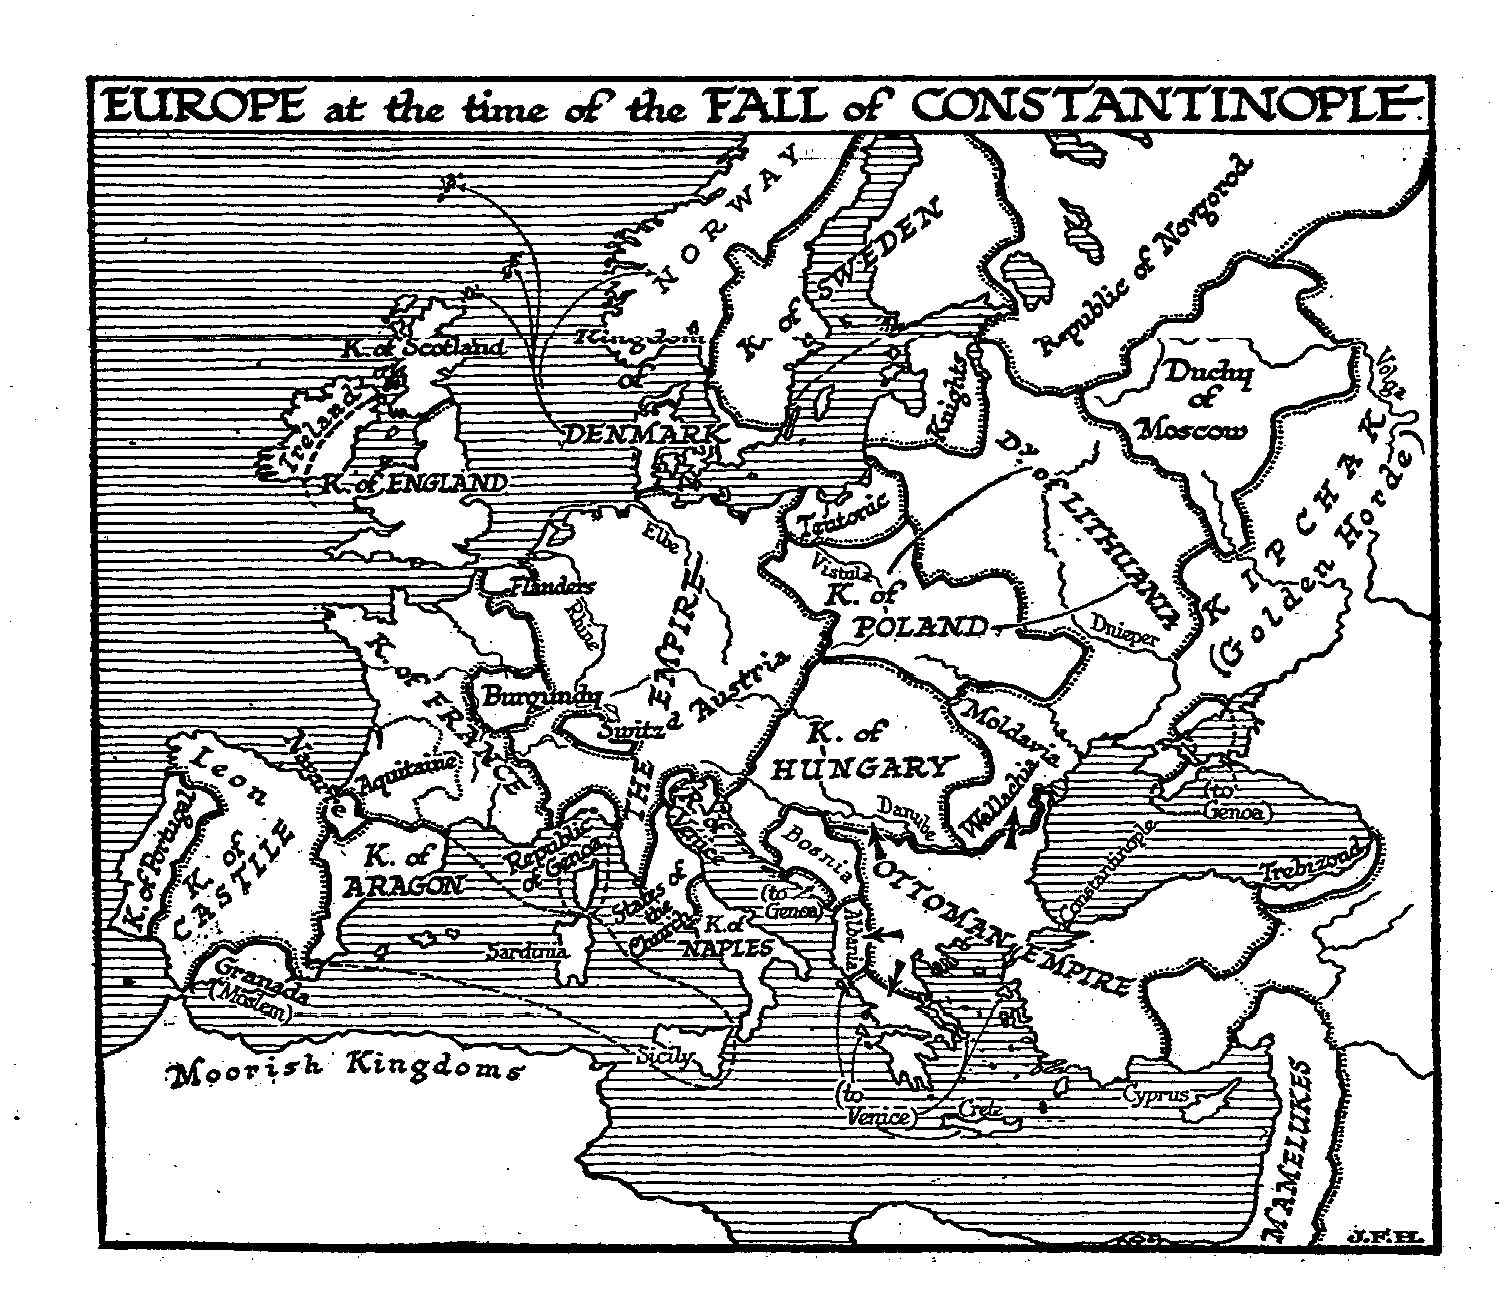 EUROPE at the time of the FALL of CONSTANTINOPLE
NORWAY
K. of SWEDEN
Republic of Novgorod
Kingdom
of
DENMARK
K. of Scotland
Ireland
K. of ENGLAND
Knights
Teutonic
Duchy
of
Moscow
Volga
KIPCHAK
(Golden Horde)
Dy. of LITHUANIA
Elbe
Vistula
K. of
POLAND
Dnieper
Flanders
Rhine
THE EMPIRE
Austria
K. of FRANCE
Burgundy
Switzd
Aquitaine
Navarre
Leon
K. of
CASTILLE
K. of Portugal
K. of
ARAGON
Granada
(Moslem)
Moorish Kingdoms
K. of
HUNGARY
Moldavia
Wallachia
Danube
(to
Genoa)
Trebizond
Republic
of Genoa
R. of
Venice
Bosnia
(to
Genoa)
Albania
States of
the
Church
K. of
NAPLES
Sardinia
Sicily
OTTOMAN EMPIRE
Constantinople
(to
Venice)
Crete
Cyprus
MAMELUKES
J.F.H.